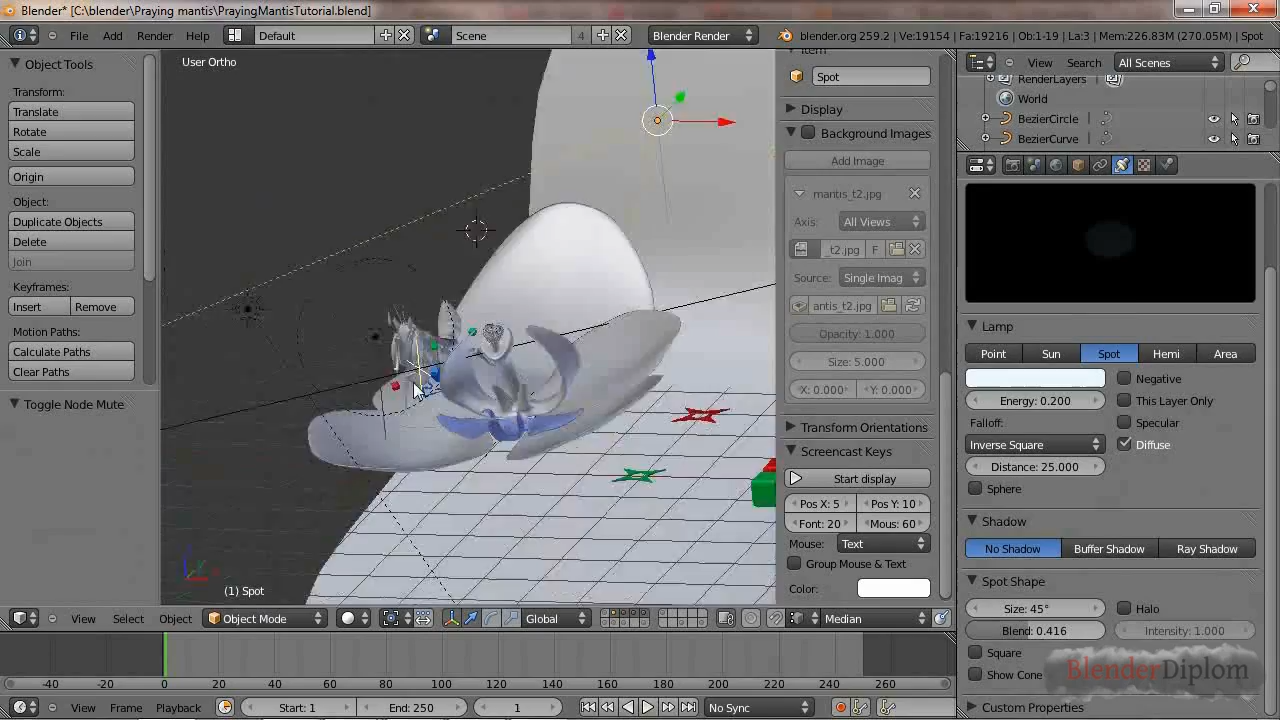 Blender* [C:\blender\Praying mantis\PrayingMantisTutorial.blend]
File Add Render Help Default Scene 4 Blender Render blender.org 259.2 | Ve:19154 | Fa:19216 | Ob:1-19 | La:3 | Mem:226.83M (270.05M) | Spot
Object Tools
Transform:
Translate
Rotate
Scale
Origin
Object:
Duplicate Objects
Delete
Join
Keyframes:
Insert Remove
Motion Paths:
Calculate Paths
Clear Paths
Toggle Node Mute
User Ortho
(1) Spot
Item
Spot
Display
Background Images
Add Image
mantis_t2.jpg
Axis: All Views
_t2.jpg F
Source: Single Imag
antis_t2.jpg
Opacity: 1.000
Size: 5.000
X: 0.000 Y: 0.000
Transform Orientations
Screencast Keys
Start display
Pos X: 5 Pos Y: 10
Font: 20 Mous: 60
Mouse: Text
Group Mouse & Text
Color:
View Search All Scenes
RenderLayers
World
BezierCircle
BezierCurve
Lamp
Point Sun Spot Hemi Area
Negative
Energy: 0.200 This Layer Only
Falloff: Specular
Inverse Square Diffuse
Distance: 25.000
Sphere
Shadow
No Shadow Buffer Shadow Ray Shadow
Spot Shape
Size: 45° Halo
Blend: 0.416 Intensity: 1.000
Square
Show Cone
Custom Properties
BlenderDiplom
View Select Object Object Mode Global Median
-40 -20 0 20 40 60 80 100 120 140 160 180 200 220 240 260
View Frame Playback Start: 1 End: 250 1 No Sync